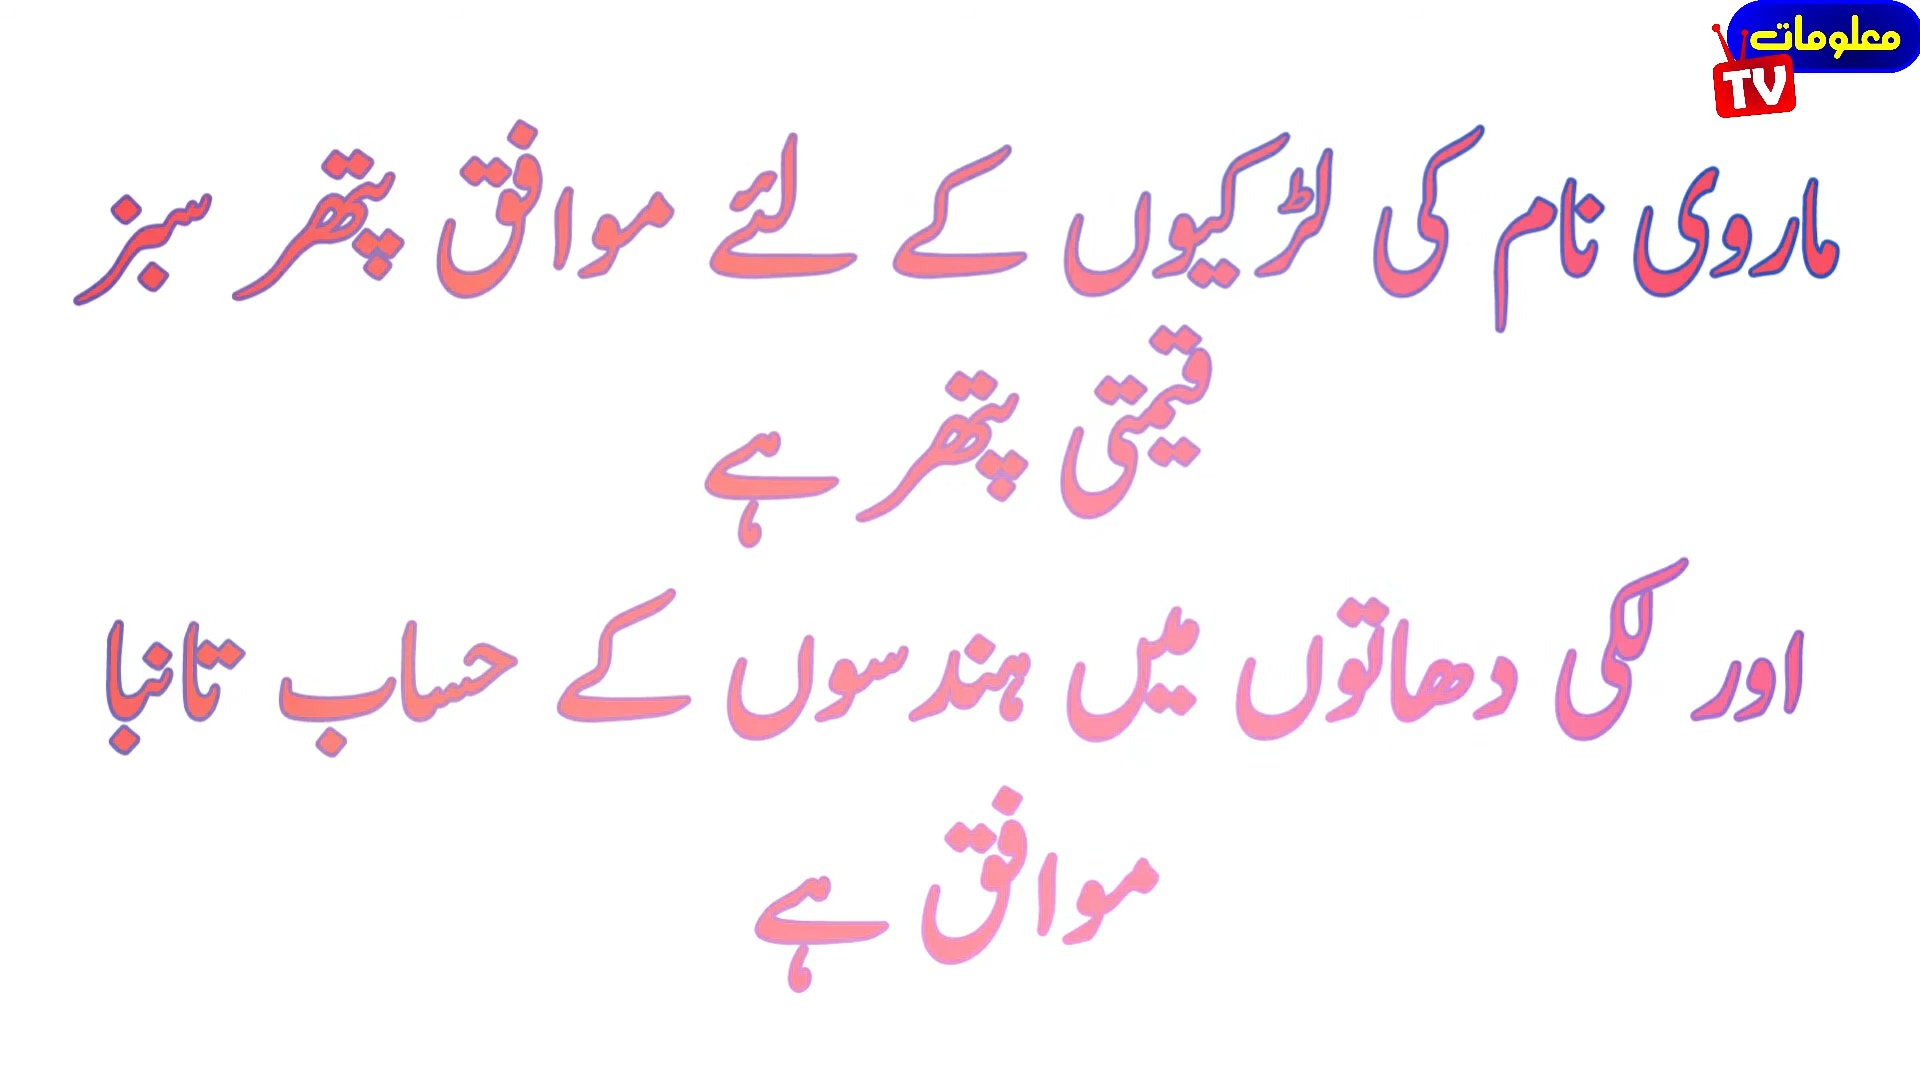 معلومات
TV
ماروی نام کی لڑکیوں کے لئے موافق پتھر سبز
قیمتی پتھر ہے
اور لکی دھاتوں میں ہندسوں کے حساب تانبا
موافق ہے